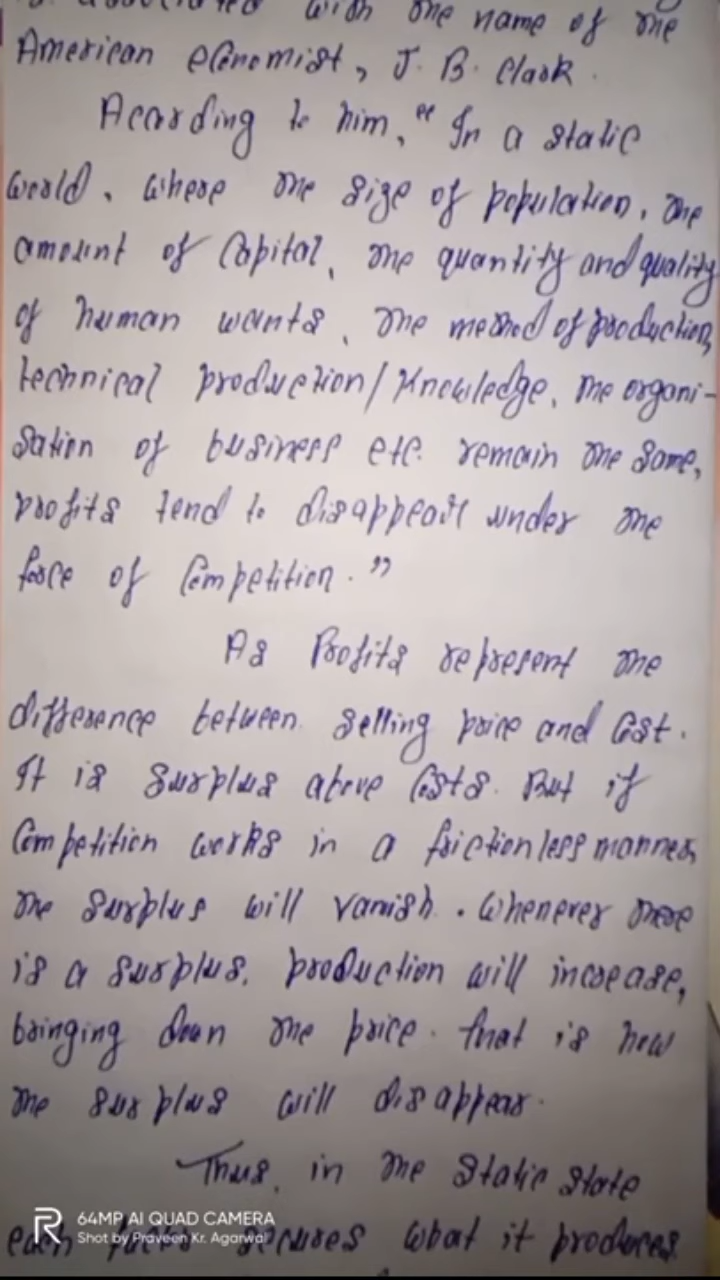 is associated with the name of the
American economist, J. B. Clark.
According to him, "In a static
world, where the size of population, the
amount of Capital, the quantity and quality
of human wants, the method of production,
technical production/Knowledge, the organi-
sation of business etc. remain the same,
profits tend to disappear under the
force of Competition."
As Profits represent the
difference between selling price and Cost.
It is surplus above Costs. But if
Competition works in a frictionless manner,
the surplus will vanish. Whenever there
is a surplus, production will increase,
bringing down the price. That is how
the surplus will disappear.
Thus, in the static state
each factor secures what it produces
64MP AI QUAD CAMERA
Shot by Praveen Kr. Agarwal